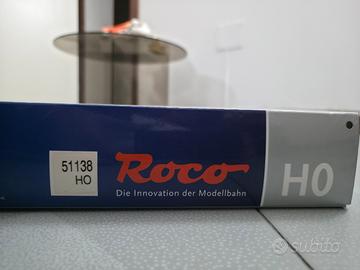 51138
HO
Roco
Die Innovation der Modellbahn
H0
subito